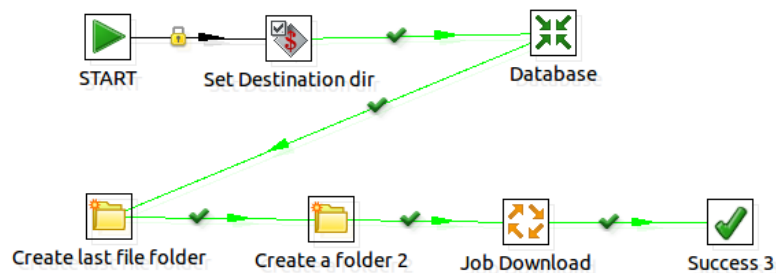 START
Set Destination dir
Database
Create last file folder
Create a folder 2
Job Download
Success 3